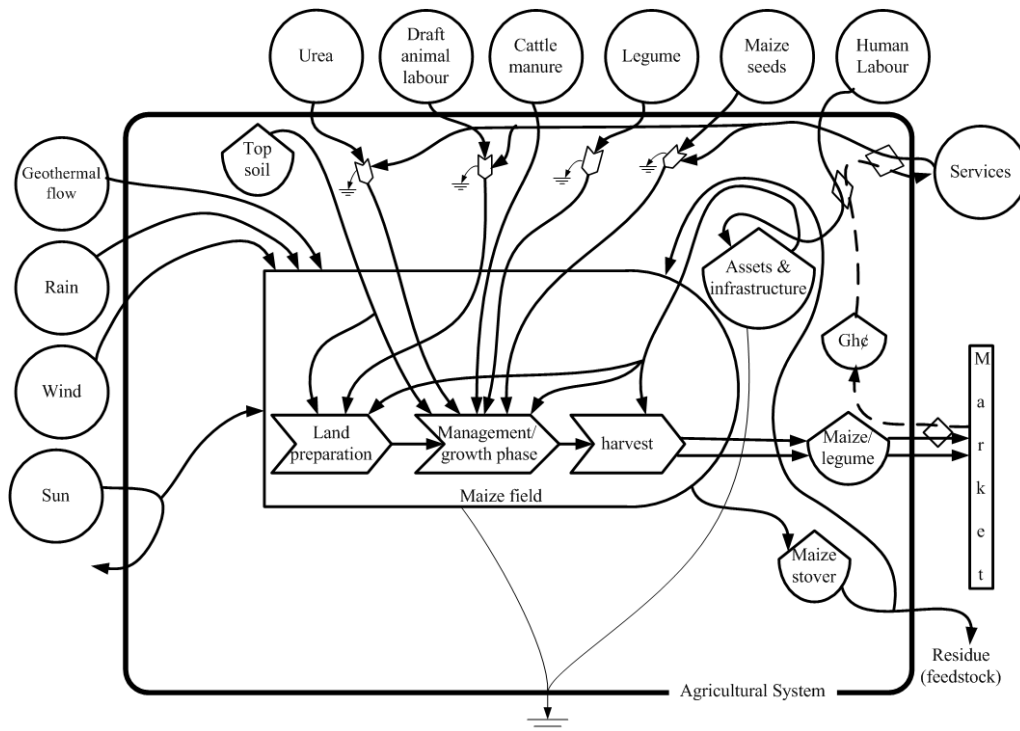 Urea
Draft
animal
labour
Cattle
manure
Legume
Maize
seeds
Human
Labour
Top
soil
Geothermal
flow
Services
Rain
Assets &
infrastructure
Gh¢
Wind
Market
Land
preparation
Management/
growth phase
harvest
Maize/
legume
Sun
Maize field
Maize
stover
Residue
(feedstock)
Agricultural System